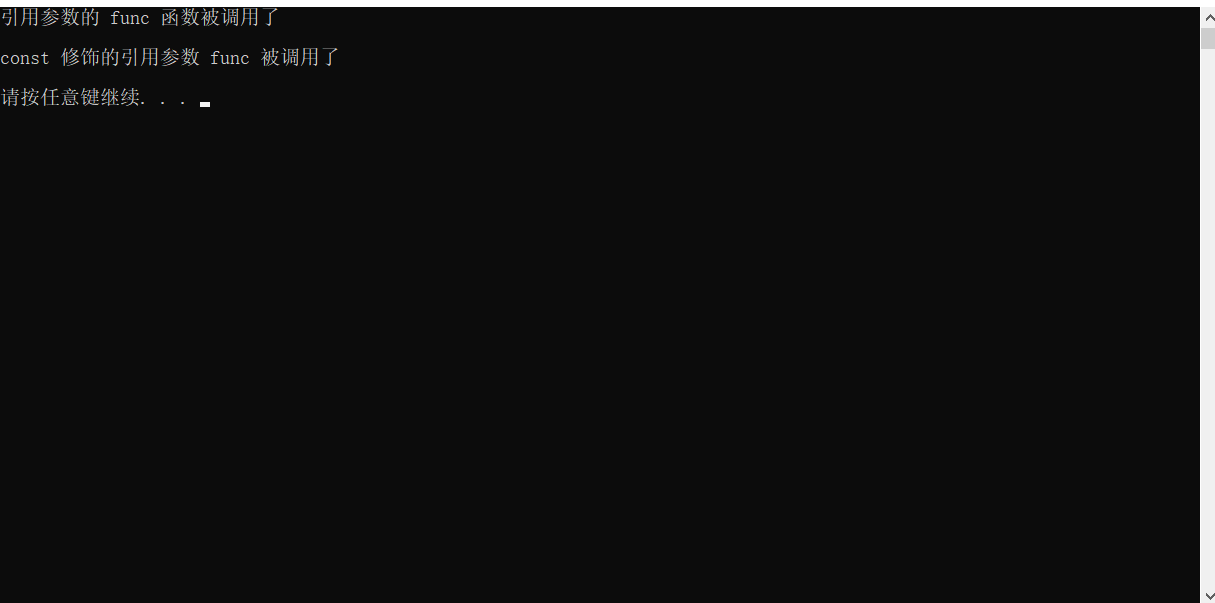 引用参数的 func 函数被调用了
const 修饰的引用参数 func 被调用了
请按任意键继续. . .